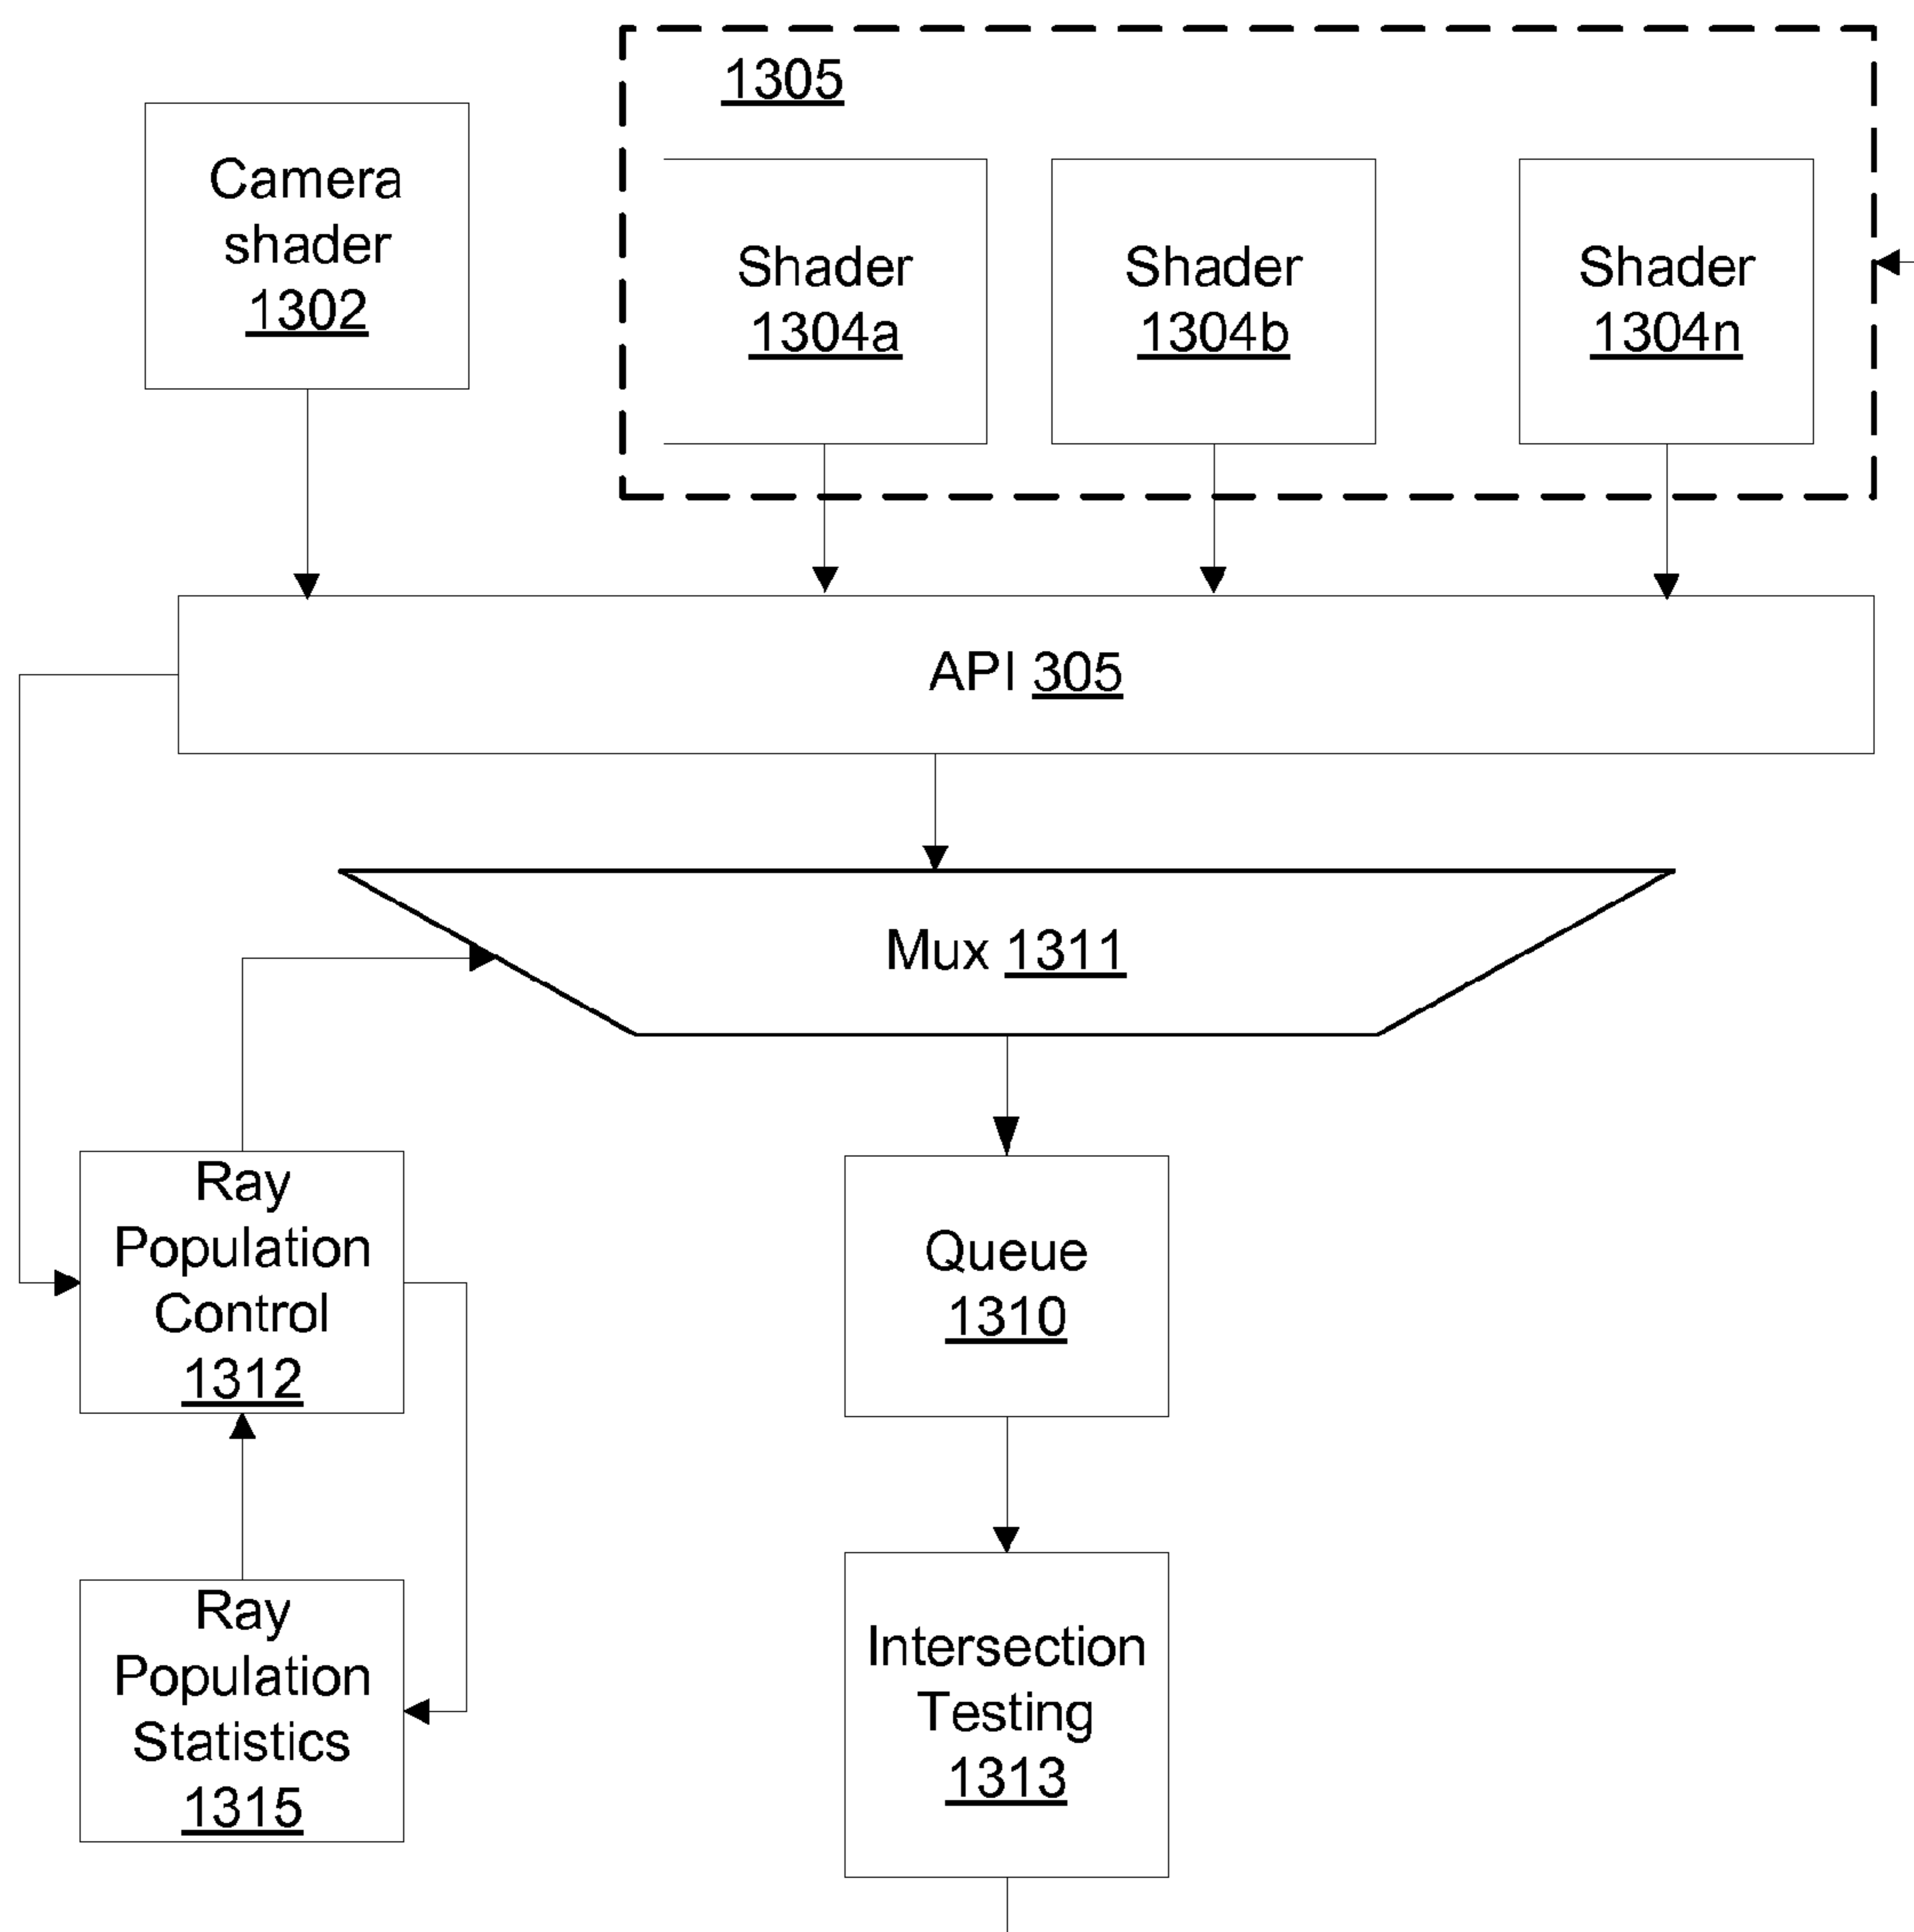 1305
Camera
shader
1302
Shader
1304a
Shader
1304b
Shader
1304n
API 305
Mux 1311
Ray
Population
Control
1312
Queue
1310
Ray
Population
Statistics
1315
Intersection
Testing
1313